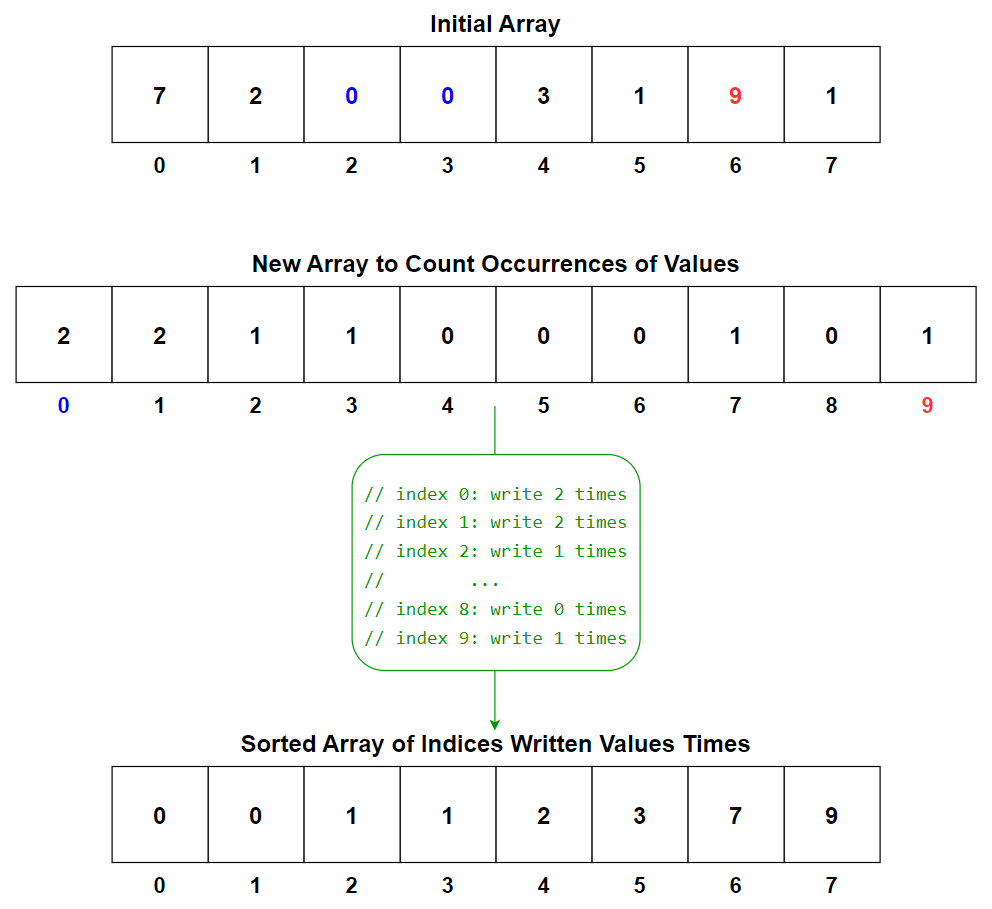 Initial Array
7 2 0 0 3 1 9 1
0 1 2 3 4 5 6 7
New Array to Count Occurrences of Values
2 2 1 1 0 0 0 1 0 1
0 1 2 3 4 5 6 7 8 9
// index 0: write 2 times
// index 1: write 2 times
// index 2: write 1 times
// ...
// index 8: write 0 times
// index 9: write 1 times
Sorted Array of Indices Written Values Times
0 0 1 1 2 3 7 9
0 1 2 3 4 5 6 7